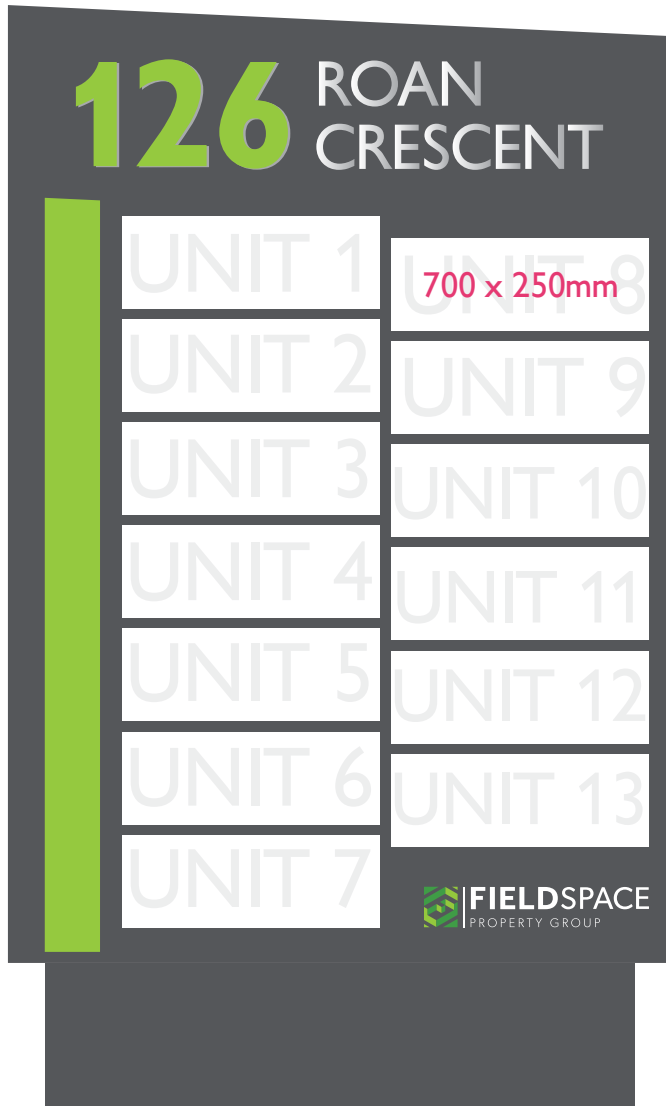 126 ROAN
CRESCENT
UNIT 1
UNIT 2
UNIT 3
UNIT 4
UNIT 5
UNIT 6
UNIT 7
UNIT 8
700 x 250mm
UNIT 9
UNIT 10
UNIT 11
UNIT 12
UNIT 13
FIELDSPACE
PROPERTY GROUP